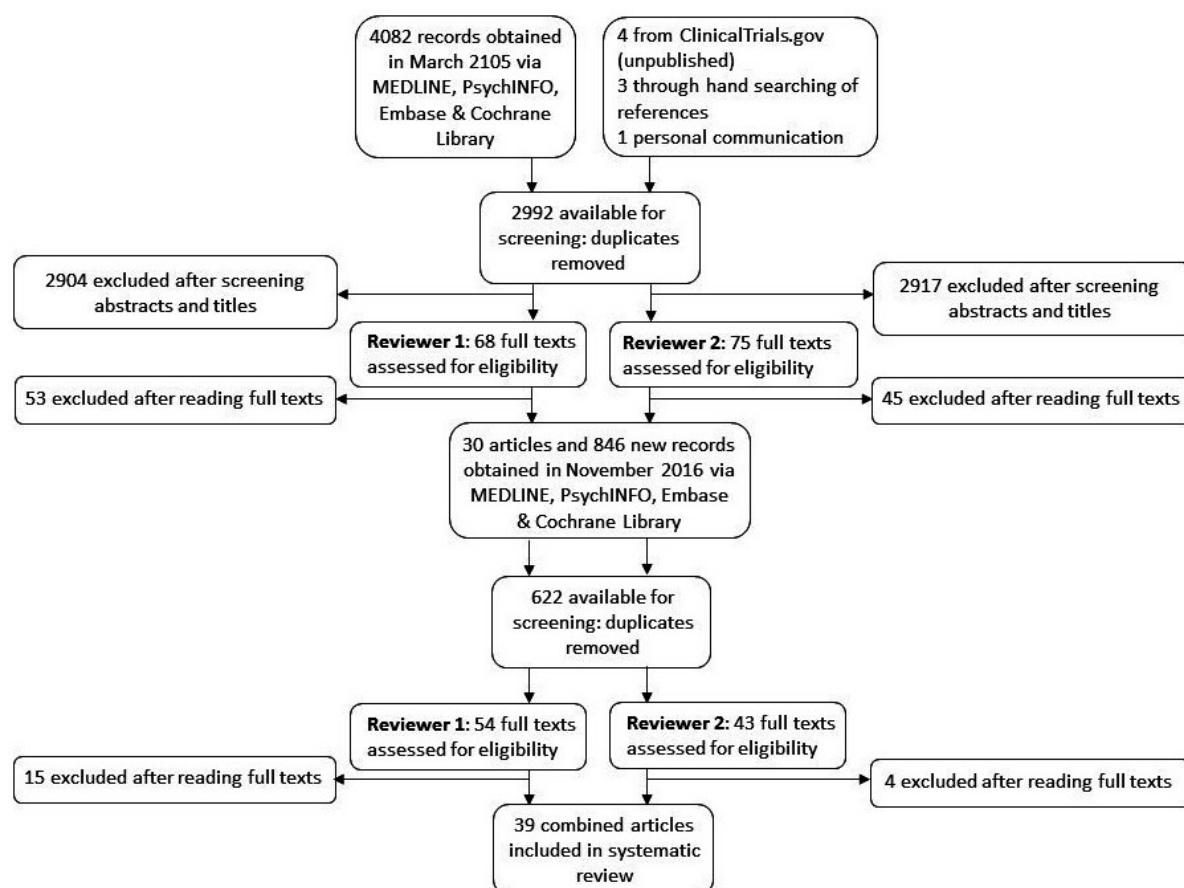 4082 records obtained
in March 2105 via
MEDLINE, PsychINFO,
Embase & Cochrane
Library
4 from ClinicalTrials.gov
(unpublished)
3 through hand searching of
references
1 personal communication
2992 available for
screening: duplicates
removed
2904 excluded after screening
abstracts and titles
2917 excluded after screening
abstracts and titles
Reviewer 1: 68 full texts
assessed for eligibility
Reviewer 2: 75 full texts
assessed for eligibility
53 excluded after reading full texts
45 excluded after reading full texts
30 articles and 846 new records
obtained in November 2016 via
MEDLINE, PsychINFO, Embase
& Cochrane Library
622 available for
screening: duplicates
removed
Reviewer 1: 54 full texts
assessed for eligibility
Reviewer 2: 43 full texts
assessed for eligibility
15 excluded after reading full texts
4 excluded after reading full texts
39 combined articles
included in systematic
review